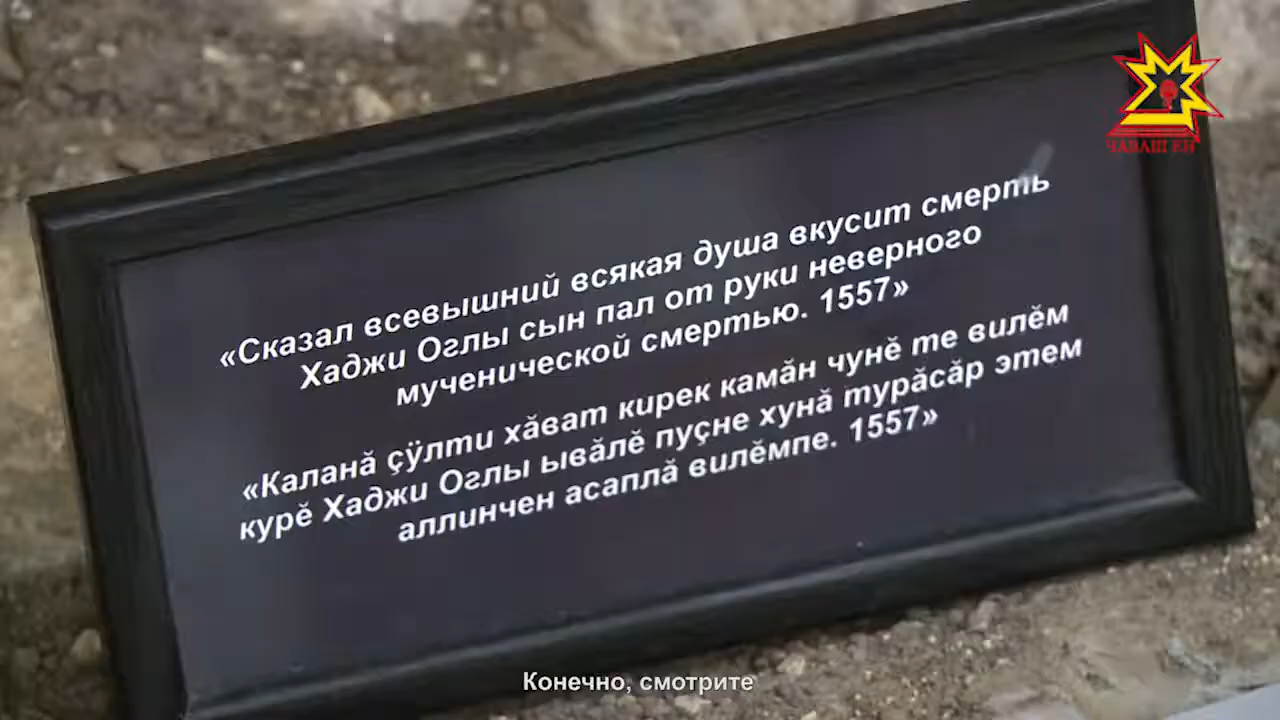 ЧӐВАШ ЕН
«Сказал всевышний всякая душа вкусит смерть
Хаджи Оглы сын пал от руки неверного
мученической смертью. 1557»
«Каланӑ ҫӳлти хӑват кирек камӑн чунӗ те вилӗм
курӗ Хаджи Оглы ывӑлӗ пуҫне хунӑ турӑсӑр этем
аллинчен асаплӑ вилӗмпе. 1557»
Конечно, смотрите